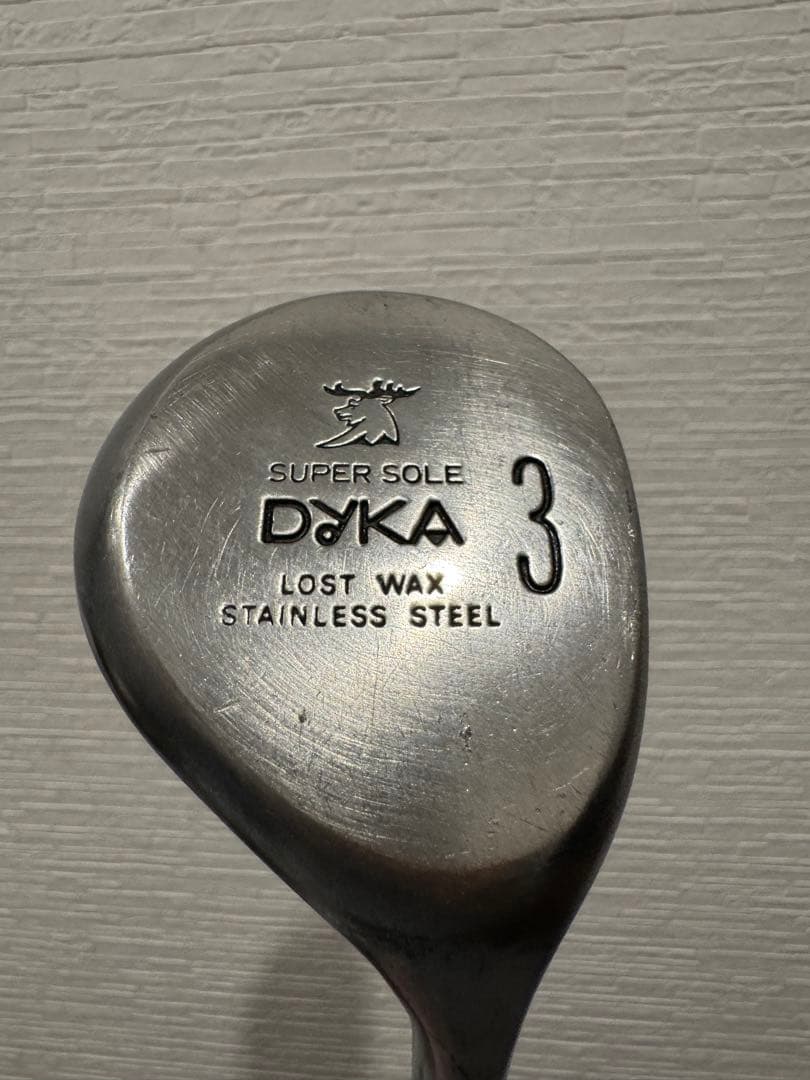 SUPER SOLE
DYKA
3
LOST WAX
STAINLESS STEEL